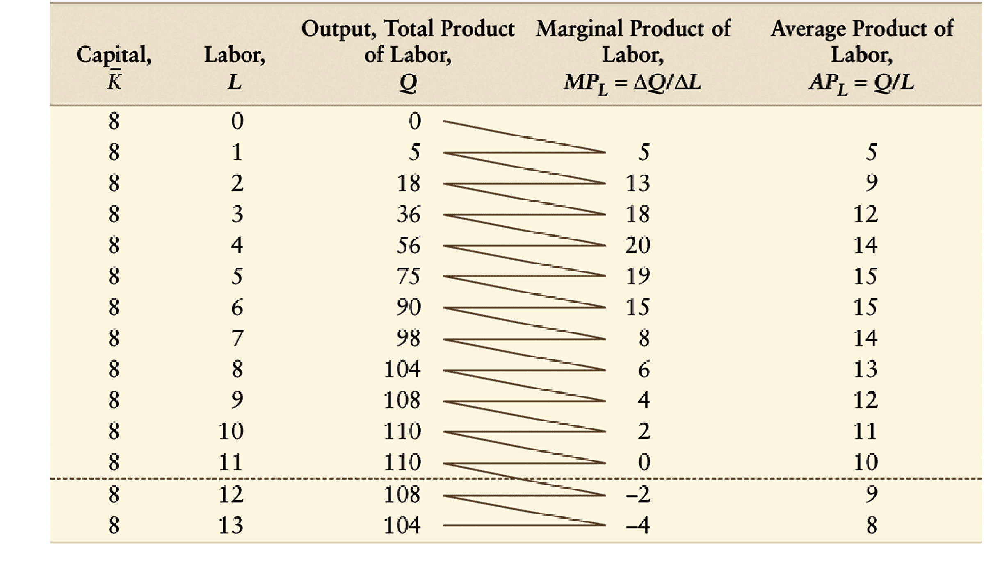 Output, Total Product Marginal Product of Average Product of
Capital, Labor, of Labor, Labor, Labor,
K̅ L Q MP_L = ΔQ/ΔL AP_L = Q/L
8 0 0
8 1 5 5 5
8 2 18 13 9
8 3 36 18 12
8 4 56 20 14
8 5 75 19 15
8 6 90 15 15
8 7 98 8 14
8 8 104 6 13
8 9 108 4 12
8 10 110 2 11
8 11 110 0 10
8 12 108 –2 9
8 13 104 –4 8